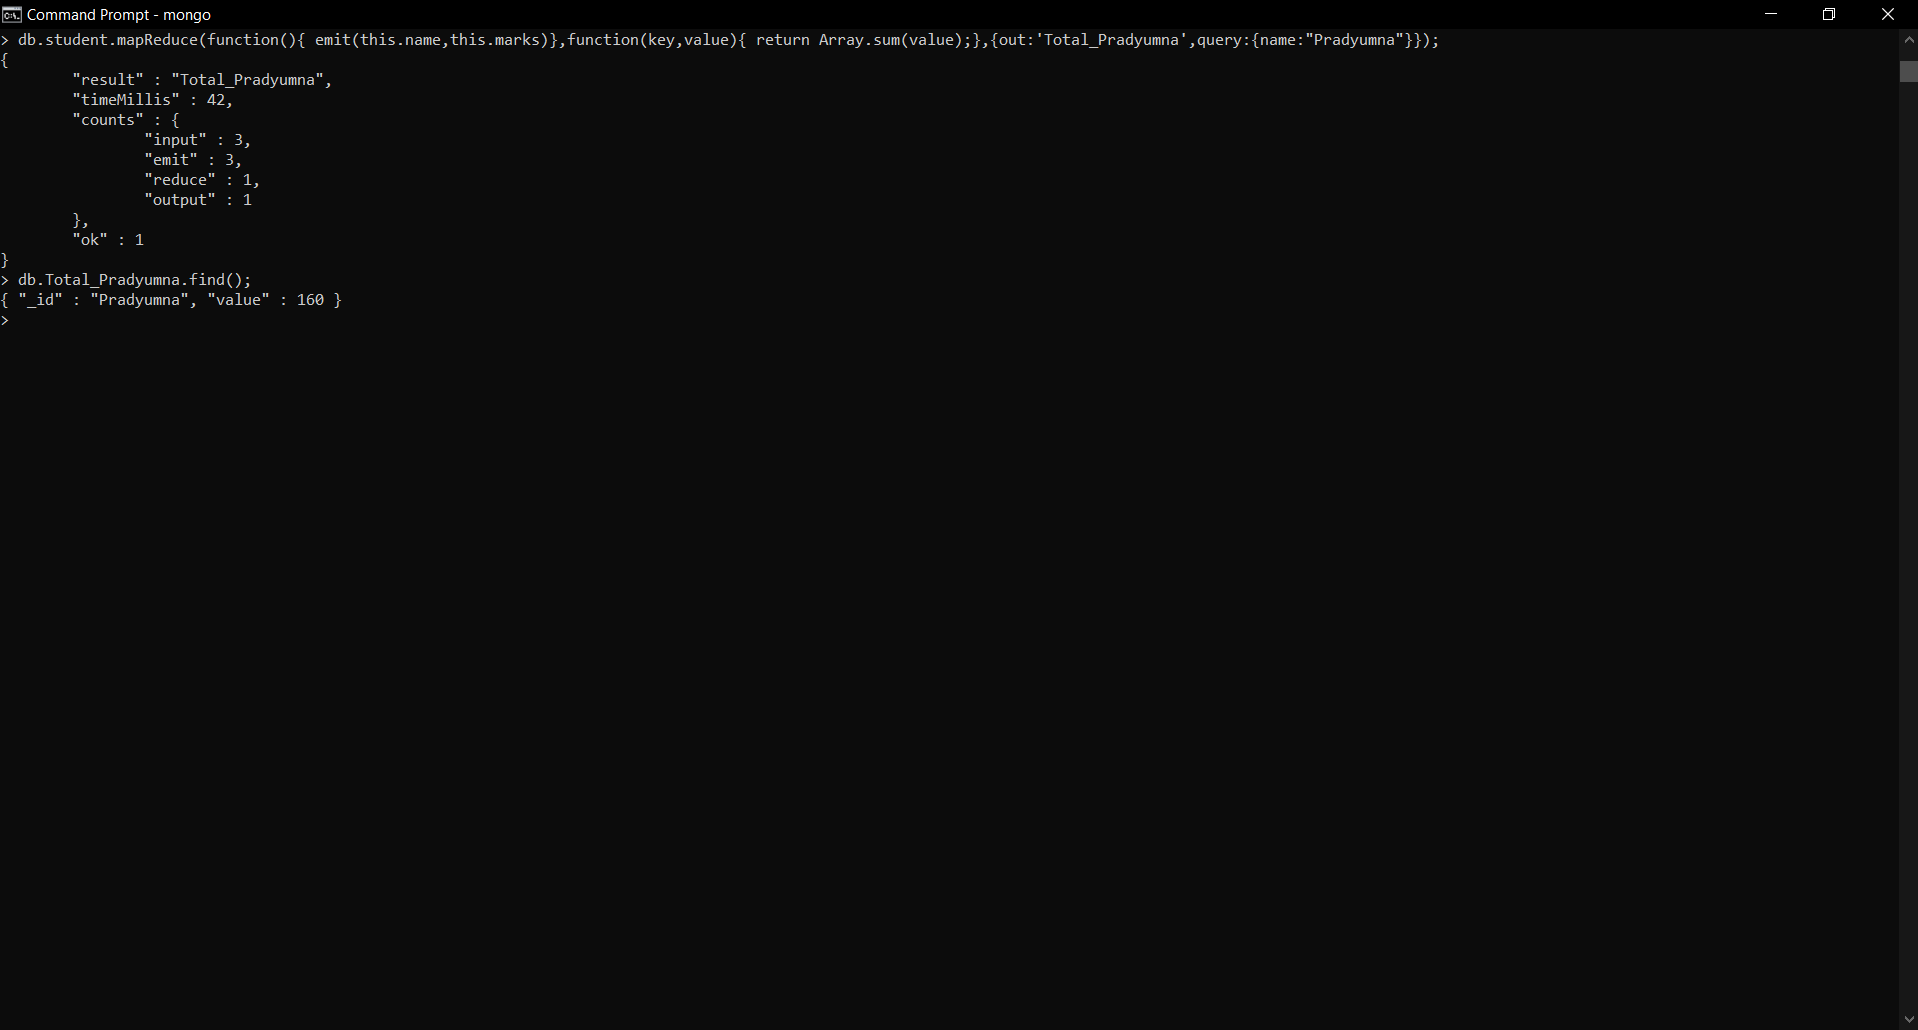 Command Prompt - mongo
> db.student.mapReduce(function(){ emit(this.name,this.marks)},function(key,value){ return Array.sum(value);},{out:'Total_Pradyumna',query:{name:"Pradyumna"}});
{
        "result" : "Total_Pradyumna",
        "timeMillis" : 42,
        "counts" : {
                "input" : 3,
                "emit" : 3,
                "reduce" : 1,
                "output" : 1
        },
        "ok" : 1
}
> db.Total_Pradyumna.find();
{ "_id" : "Pradyumna", "value" : 160 }
>